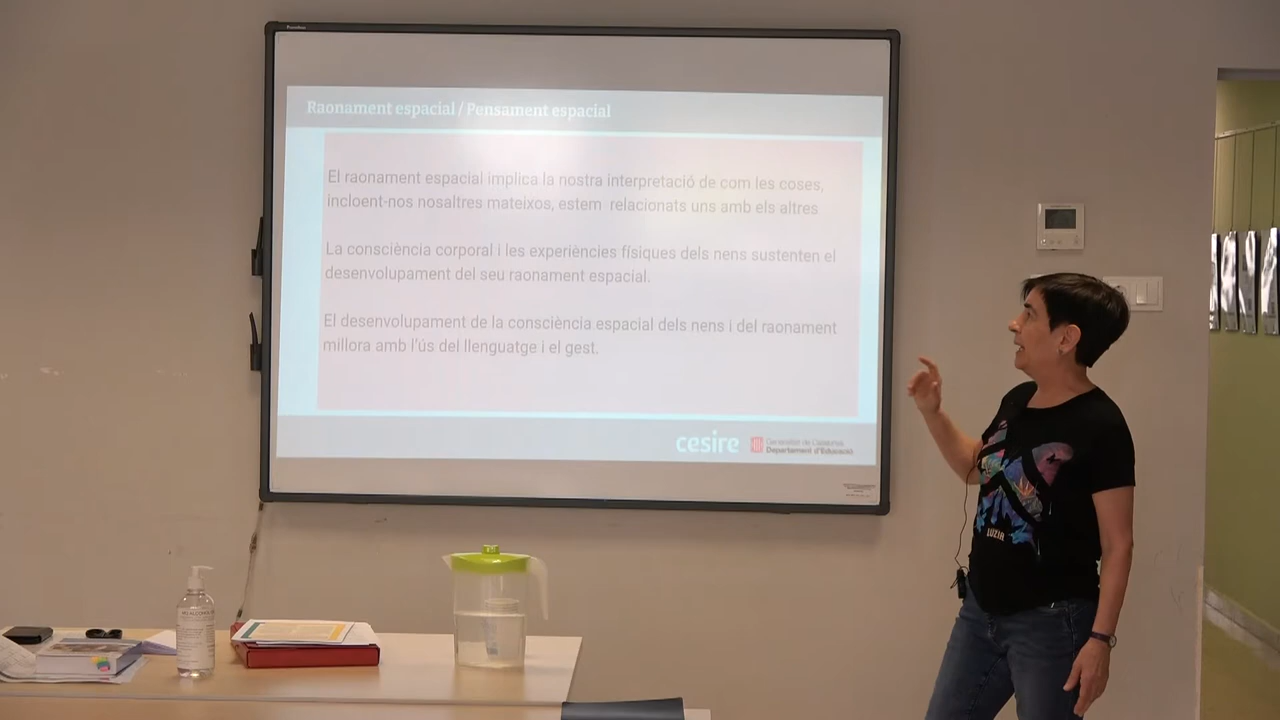 Raonament espacial / Pensament espacial
El raonament espacial implica la nostra interpretació de com les coses,
incloent-nos nosaltres mateixos, estem relacionats uns amb els altres
La consciència corporal i les experiències físiques dels nens sustenten el
desenvolupament del seu raonament espacial.
El desenvolupament de la consciència espacial dels nens i del raonament
millora amb l'ús del llenguatge i el gest.
cesire
Generalitat de Catalunya
Departament d'Educació
LUZIA